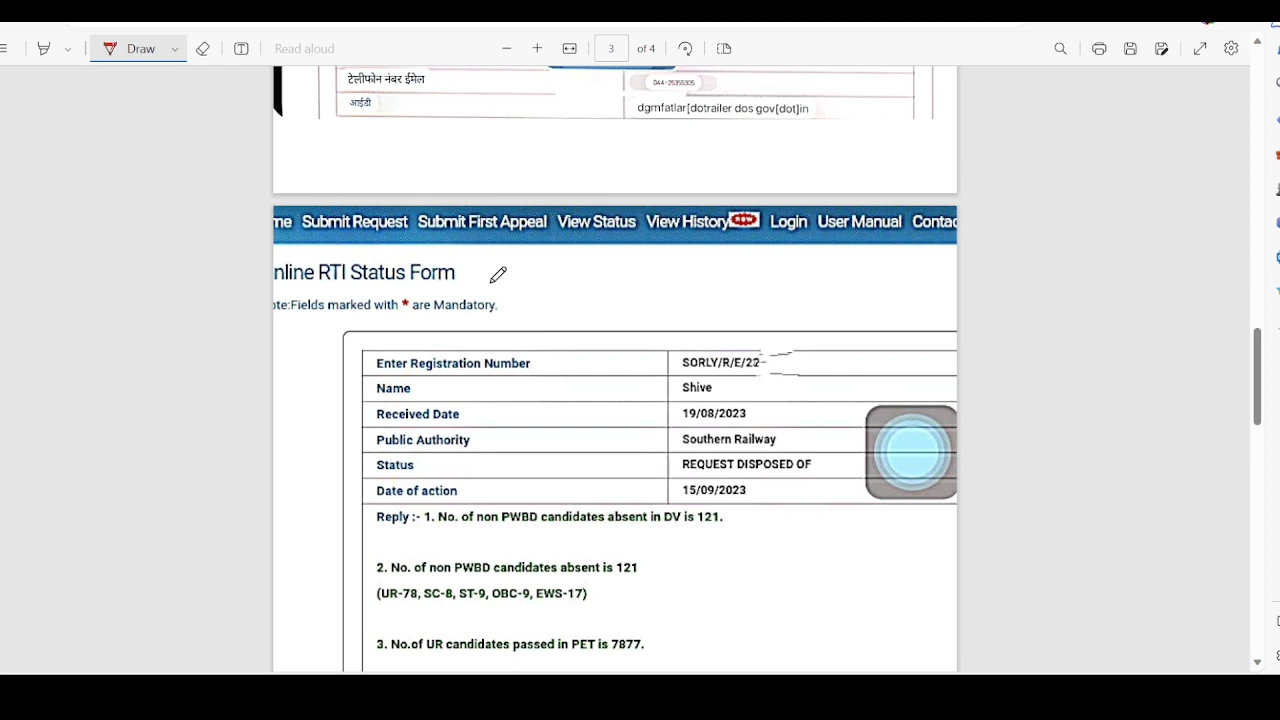 Draw
Read aloud
3 of 4
टेलीफोन नंबर ईमेल
044-25355305
आईडी
dgmfatlar[dotrailer dos gov[dot]in
me Submit Request Submit First Appeal View Status View History NEW Login User Manual Contac
nline RTI Status Form
ote:Fields marked with * are Mandatory.
Enter Registration Number SORLY/R/E/22-
Name Shive
Received Date 19/08/2023
Public Authority Southern Railway
Status REQUEST DISPOSED OF
Date of action 15/09/2023
Reply :- 1. No. of non PWBD candidates absent in DV is 121.
2. No. of non PWBD candidates absent is 121
(UR-78, SC-8, ST-9, OBC-9, EWS-17)
3. No.of UR candidates passed in PET is 7877.